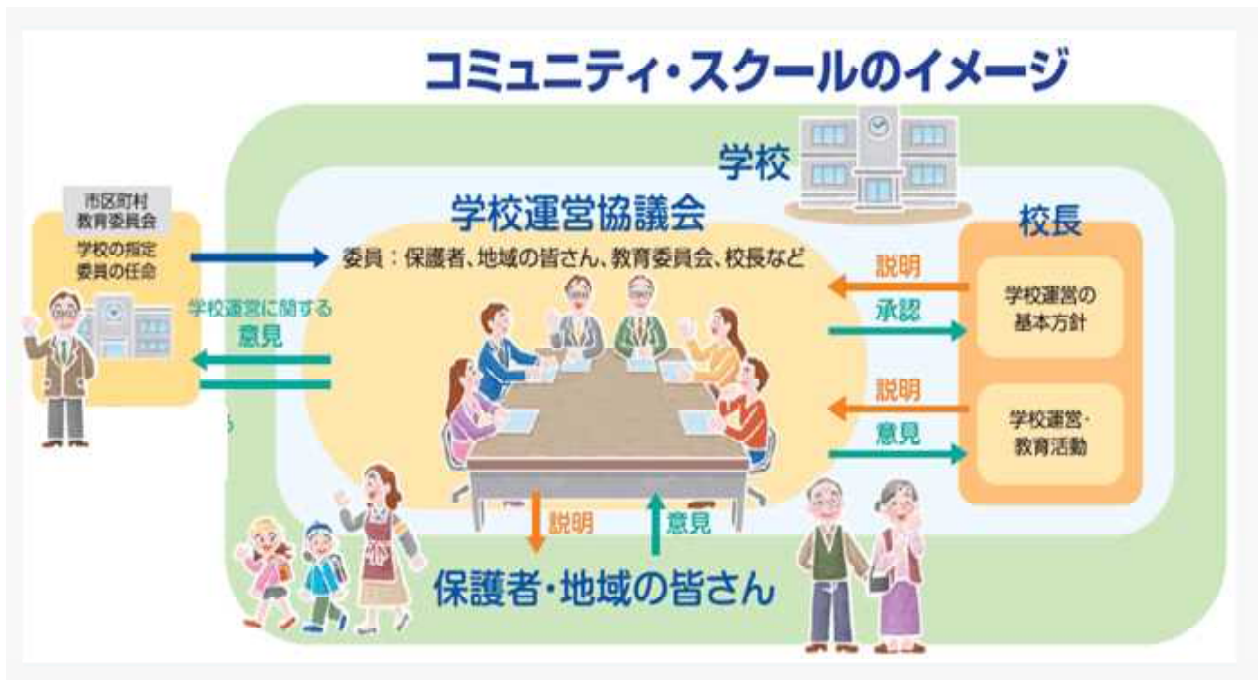 コミュニティ・スクールのイメージ
学校
市区町村
教育委員会
学校の指定
委員の任命
学校運営に関する
意見
学校運営協議会
委員：保護者、地域の皆さん、教育委員会、校長など
校長
説明
承認
学校運営の
基本方針
説明
意見
学校運営・
教育活動
説明
意見
保護者・地域の皆さん